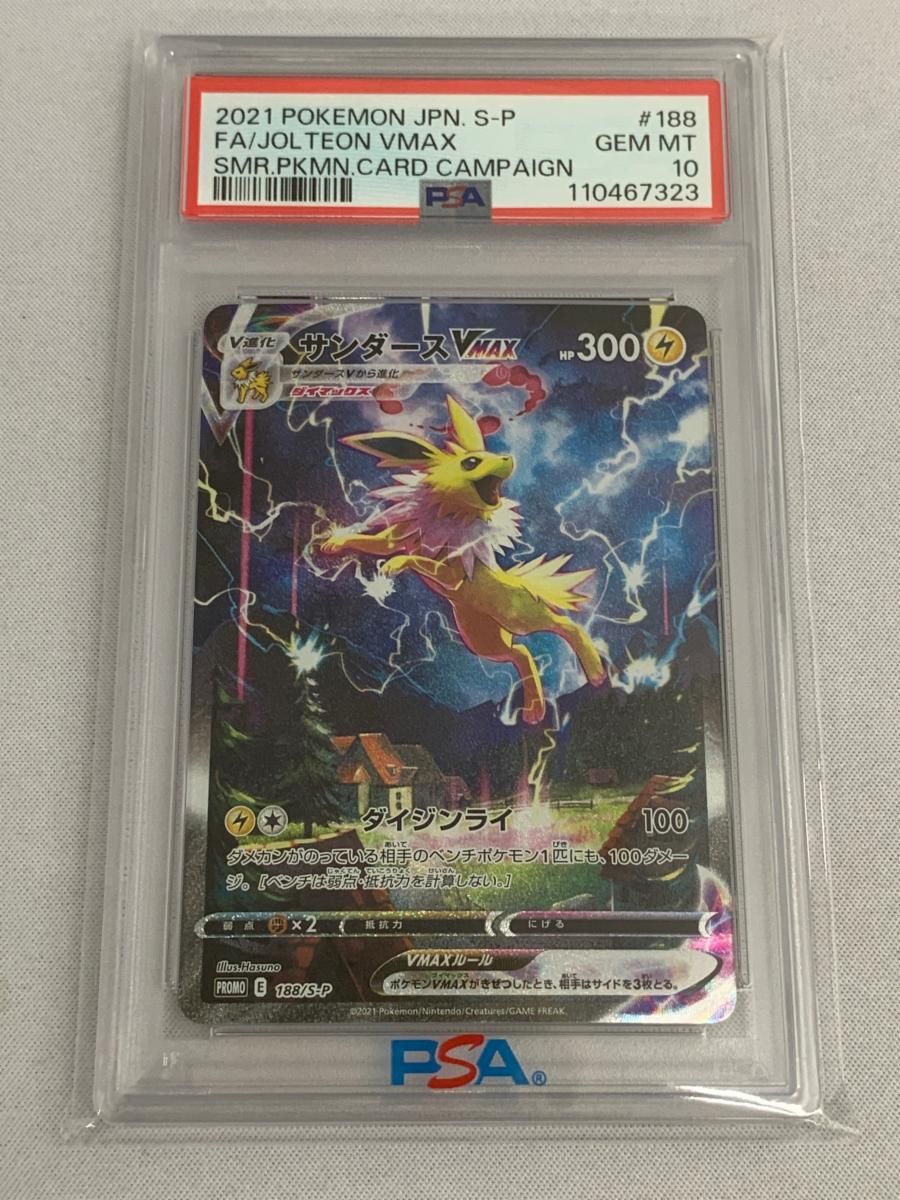 2021 POKEMON JPN. S-P #188
FA/JOLTEON VMAX GEM MT
SMR.PKMN.CARD CAMPAIGN 10
PSA 110467323
V進化
サンダースVMAX HP300
サンダースVから進化
ダイマックス
ダイジンライ 100
ダメカンがのっている相手のベンチポケモン1匹にも、100ダメー
ジ。[ベンチは弱点・抵抗力を計算しない。]
弱点 ×2 抵抗力 にげる
Illus.Hasuno
VMAXルール
PROMO E 188/S-P
ポケモンVMAXがきぜつしたとき、相手はサイドを3枚とる。
©2021 Pokémon/Nintendo/Creatures/GAME FREAK.
PSA®